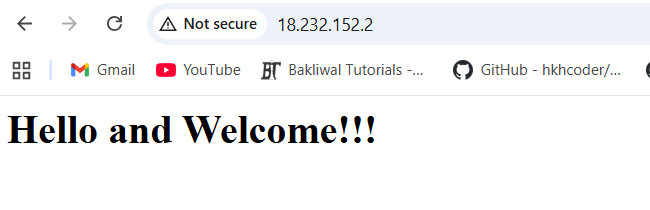 Not secure 18.232.152.2
Gmail YouTube Bakliwal Tutorials -... GitHub - hkhcoder/...
Hello and Welcome!!!